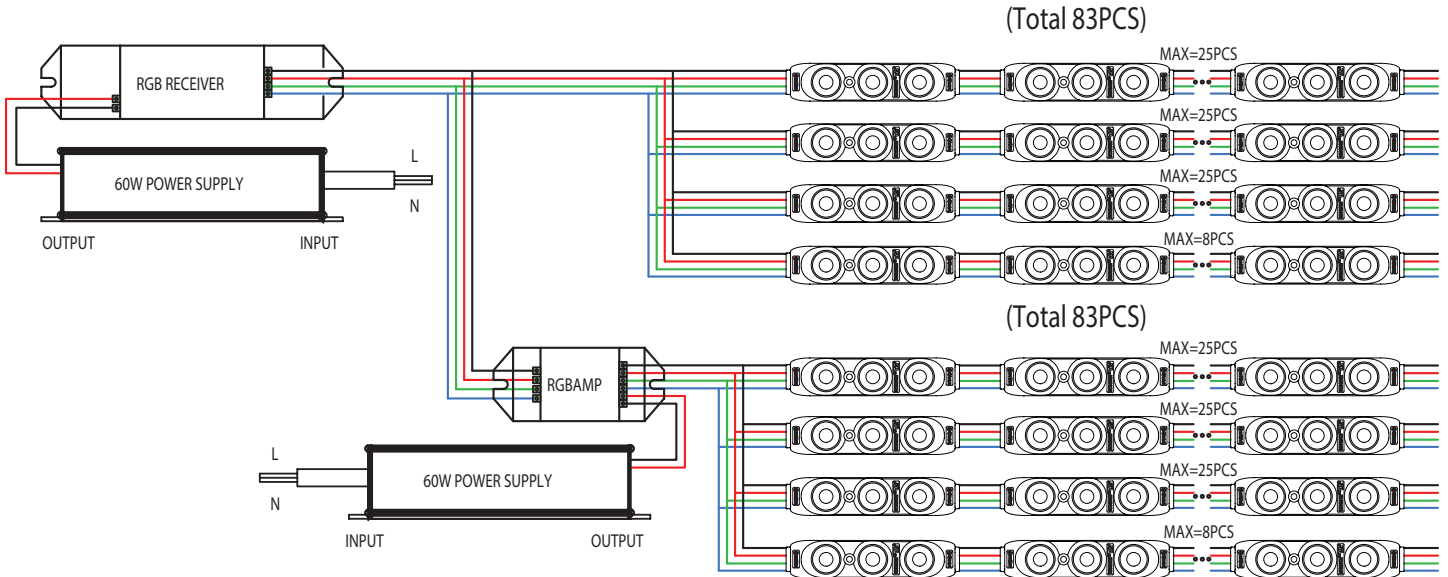 (Total 83PCS)
MAX=25PCS
RGB RECEIVER
MAX=25PCS
L
60W POWER SUPPLY
MAX=25PCS
N
OUTPUT
INPUT
MAX=8PCS
(Total 83PCS)
MAX=25PCS
RGBAMP
MAX=25PCS
L
60W POWER SUPPLY
MAX=25PCS
N
INPUT
OUTPUT
MAX=8PCS